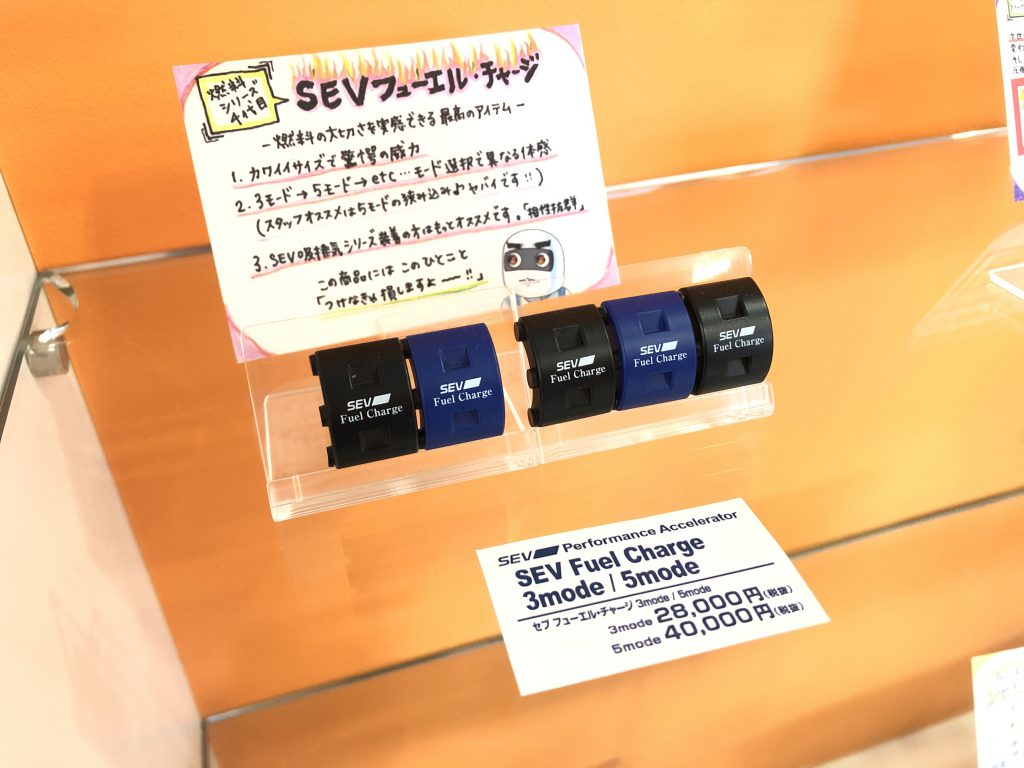 燃料
シリーズ
4代目
SEVフューエル・チャージ
ー燃料の大切さを実感できる最高のアイテムー
1. カワイイサイズで驚愕の威力
2. 3モード→5モード→etc…モード選択で異なる体感
(スタッフオススメは5モードの挟み込み♪ヤバイです!!)
3. SEV吸排気シリーズ装着の方はもっとオススメです。「相性抜群」
この商品には このひとこと
「つけなきゃ損しますよ〜〜!!」
SEV
Fuel Charge
SEV
Fuel Charge
SEV
Fuel Charge
SEV
Fuel Charge
SEV
Fuel Charge
SEV Performance Accelerator
SEV Fuel Charge
3mode / 5mode
セブ フューエル・チャージ 3mode / 5mode
3mode 28,000円(税抜)
5mode 40,000円(税抜)